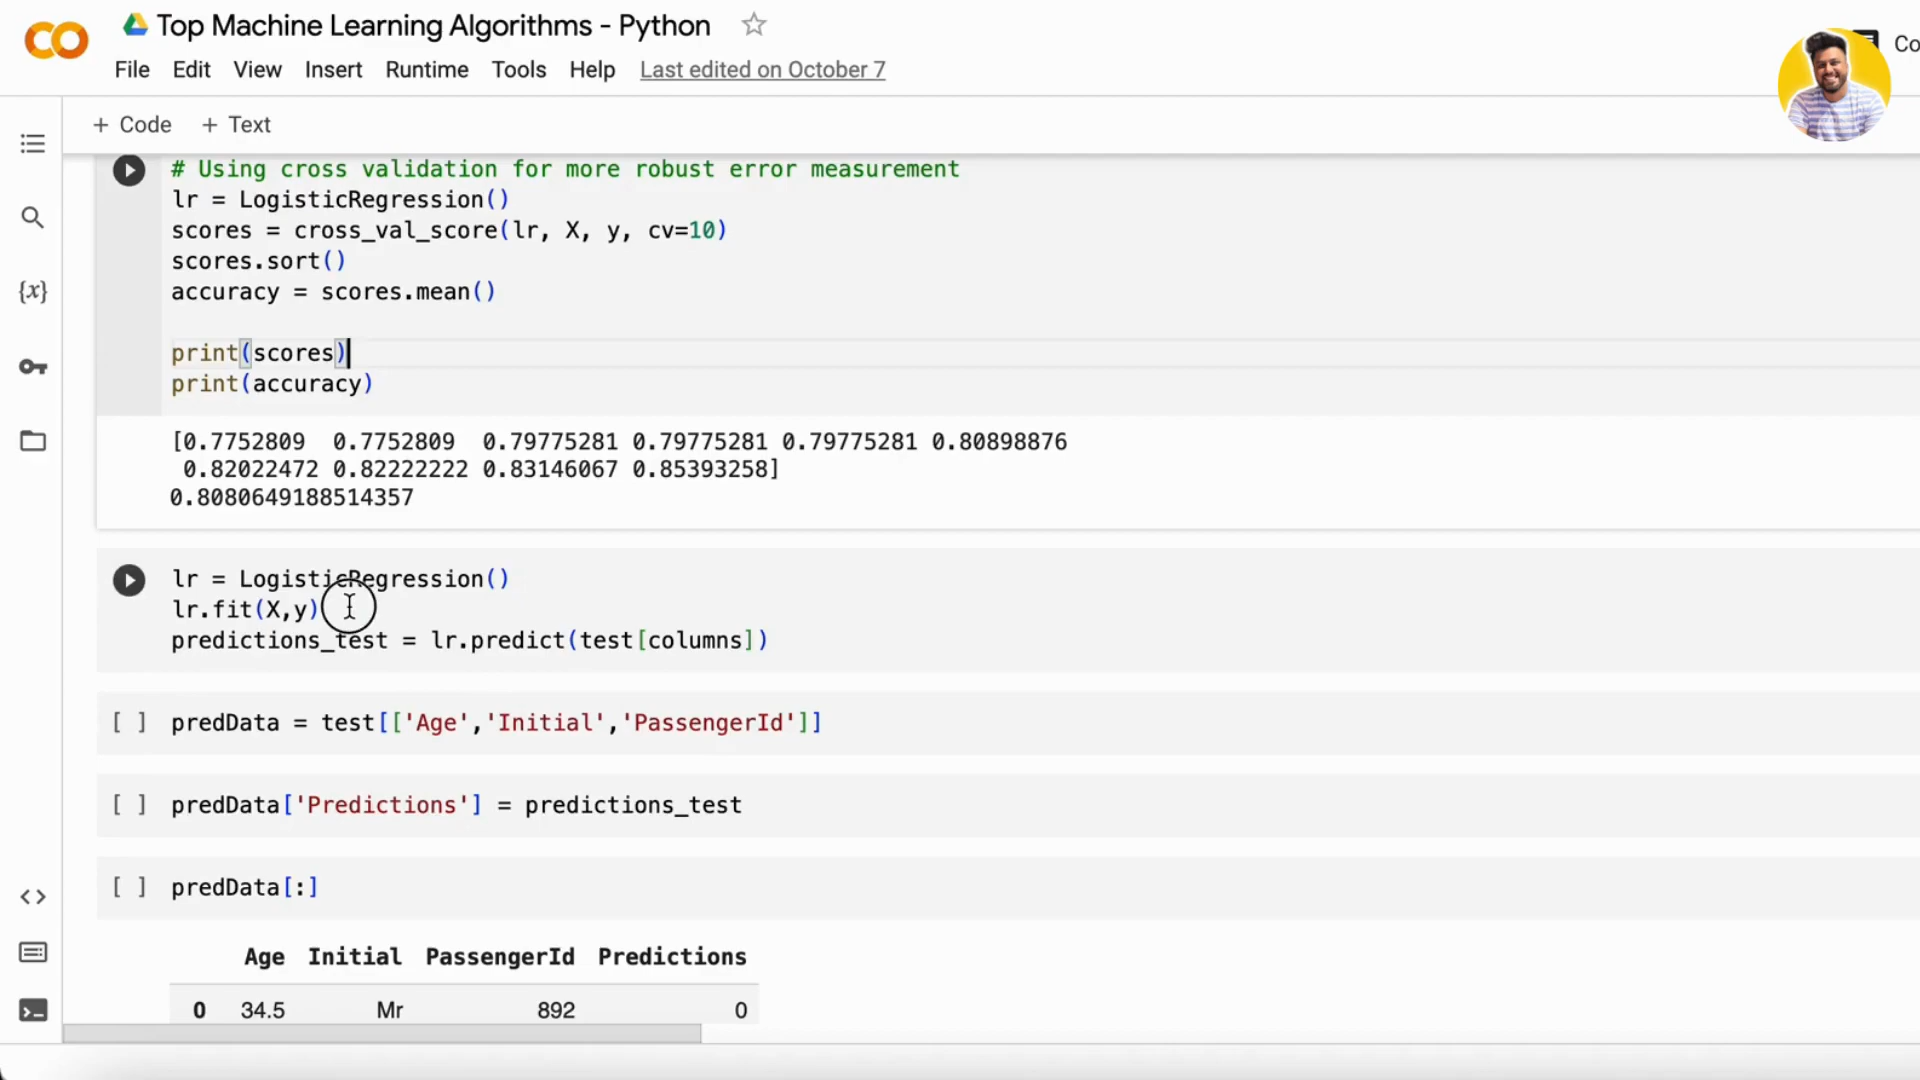 Top Machine Learning Algorithms - Python
Co
File Edit View Insert Runtime Tools Help Last edited on October 7
+ Code + Text
# Using cross validation for more robust error measurement
lr = LogisticRegression()
scores = cross_val_score(lr, X, y, cv=10)
scores.sort()
accuracy = scores.mean()
print(scores)
print(accuracy)
[0.7752809  0.7752809  0.79775281 0.79775281 0.79775281 0.80898876
0.82022472 0.82222222 0.83146067 0.85393258]
0.8080649188514357
lr = LogisticRegression()
lr.fit(X,y)
predictions_test = lr.predict(test[columns])
[ ] predData = test[['Age','Initial','PassengerId']]
[ ] predData['Predictions'] = predictions_test
[ ] predData[:]
Age Initial PassengerId Predictions
0 34.5 Mr 892 0